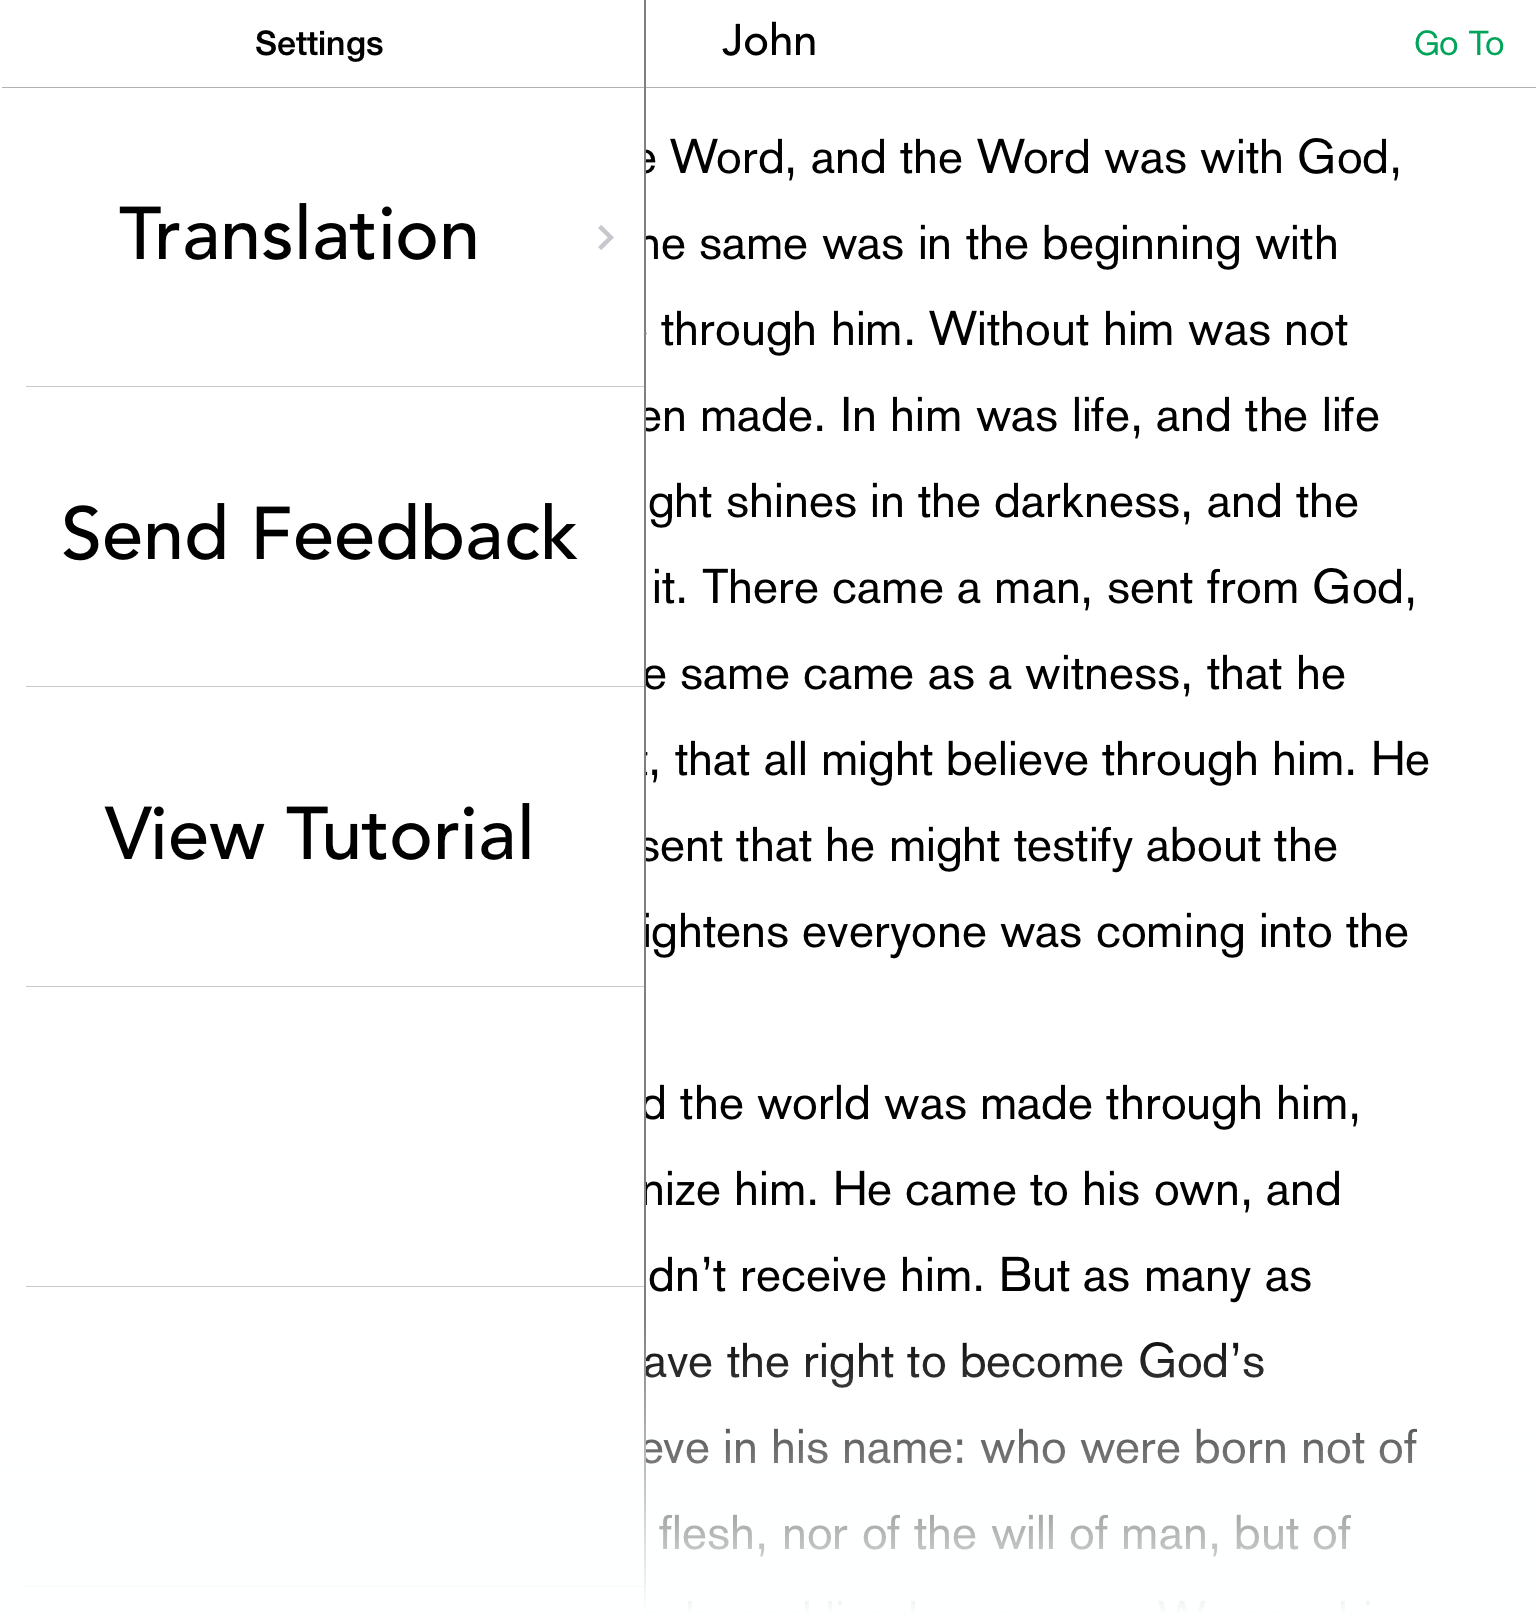 Settings
Translation
Send Feedback
View Tutorial
John
Go To
Word, and the Word was with God,
same was in the beginning with
through him. Without him was not
made. In him was life, and the life
shines in the darkness, and the
it. There came a man, sent from God,
same came as a witness, that he
, that all might believe through him. He
sent that he might testify about the
ightens everyone was coming into the
d the world was made through him,
nize him. He came to his own, and
dn’t receive him. But as many as
ave the right to become God’s
eve in his name: who were born not of
flesh, nor of the will of man, but of